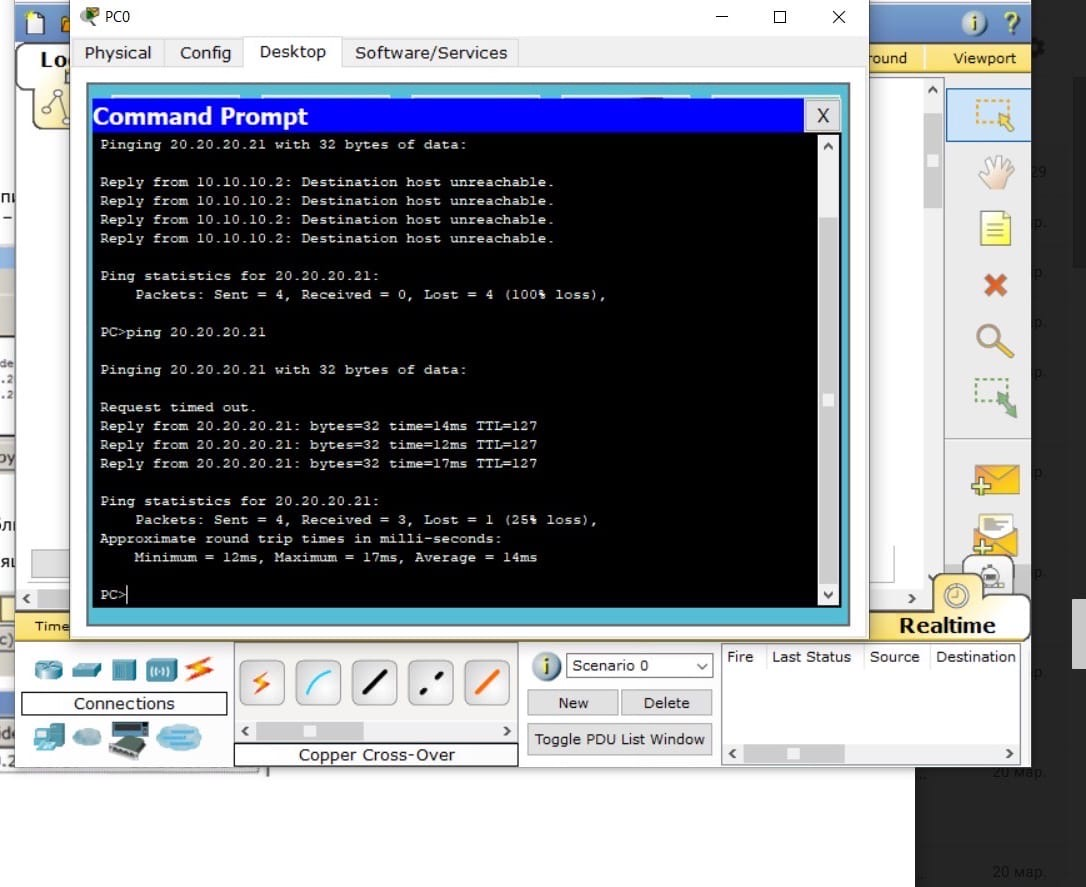 PC0
Physical Config Desktop Software/Services
Lo
round
Viewport
Command Prompt
X
Pinging 20.20.20.21 with 32 bytes of data:
Reply from 10.10.10.2: Destination host unreachable.
Reply from 10.10.10.2: Destination host unreachable.
Reply from 10.10.10.2: Destination host unreachable.
Reply from 10.10.10.2: Destination host unreachable.
Ping statistics for 20.20.20.21:
Packets: Sent = 4, Received = 0, Lost = 4 (100% loss),
PC>ping 20.20.20.21
Pinging 20.20.20.21 with 32 bytes of data:
Request timed out.
Reply from 20.20.20.21: bytes=32 time=14ms TTL=127
Reply from 20.20.20.21: bytes=32 time=12ms TTL=127
Reply from 20.20.20.21: bytes=32 time=17ms TTL=127
Ping statistics for 20.20.20.21:
Packets: Sent = 4, Received = 3, Lost = 1 (25% loss),
Approximate round trip times in milli-seconds:
Minimum = 12ms, Maximum = 17ms, Average = 14ms
PC>
Time
Realtime
Connections
Copper Cross-Over
Scenario 0
New Delete
Toggle PDU List Window
Fire Last Status Source Destination
20 мар.
20 мар.